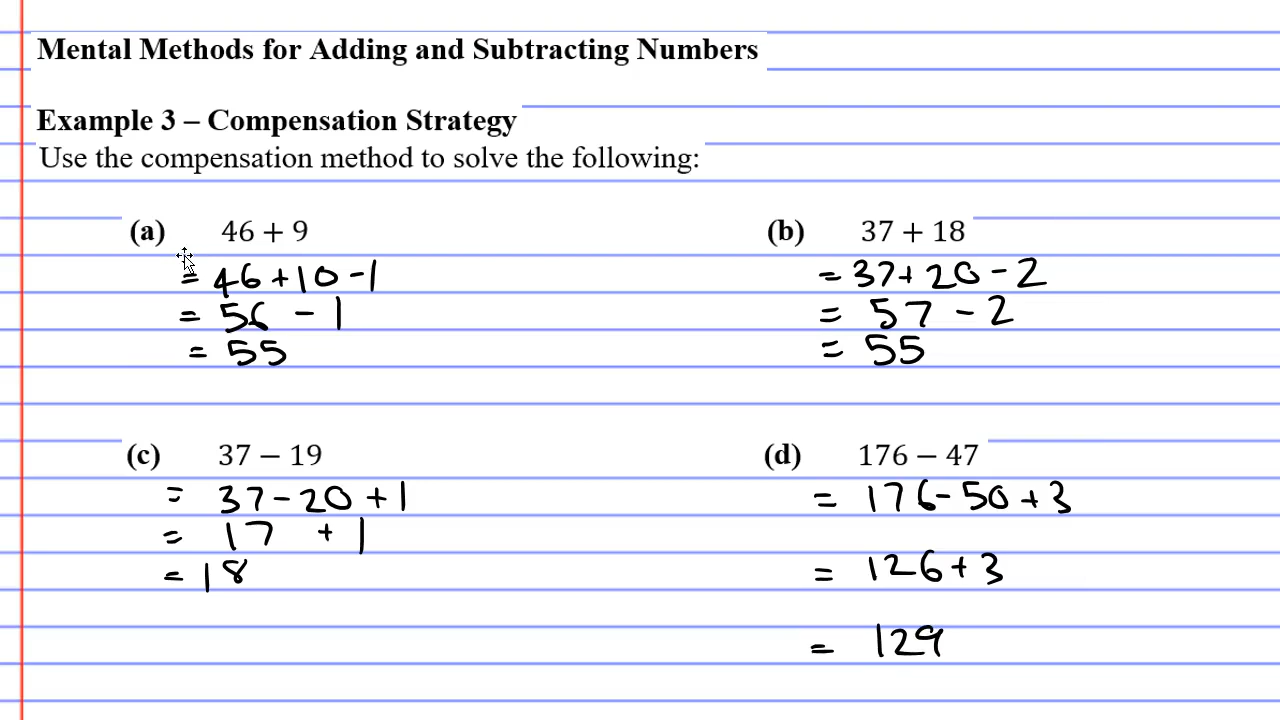 Mental Methods for Adding and Subtracting Numbers
Example 3 – Compensation Strategy
Use the compensation method to solve the following:
(a) 46 + 9
= 46 + 10 - 1
= 56 - 1
= 55
(b) 37 + 18
= 37 + 20 - 2
= 57 - 2
= 55
(c) 37 − 19
= 37 - 20 + 1
= 17 + 1
= 18
(d) 176 − 47
= 176 - 50 + 3
= 126 + 3
= 129